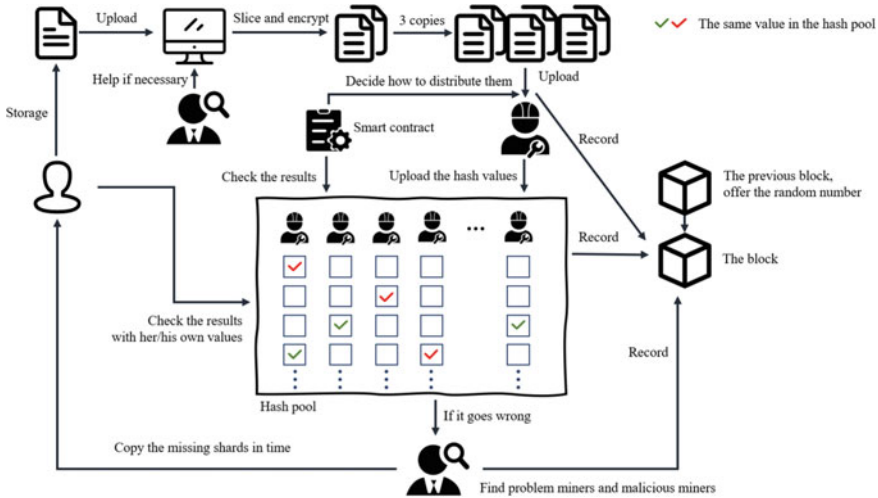 Upload
Slice and encrypt
3 copies
The same value in the hash pool
Help if necessary
Decide how to distribute them
Upload
Storage
Smart contract
Record
Check the results
Upload the hash values
The previous block,
offer the random number
...
Record
The block
Check the results
with her/his own values
Record
Hash pool
If it goes wrong
Copy the missing shards in time
Find problem miners and malicious miners